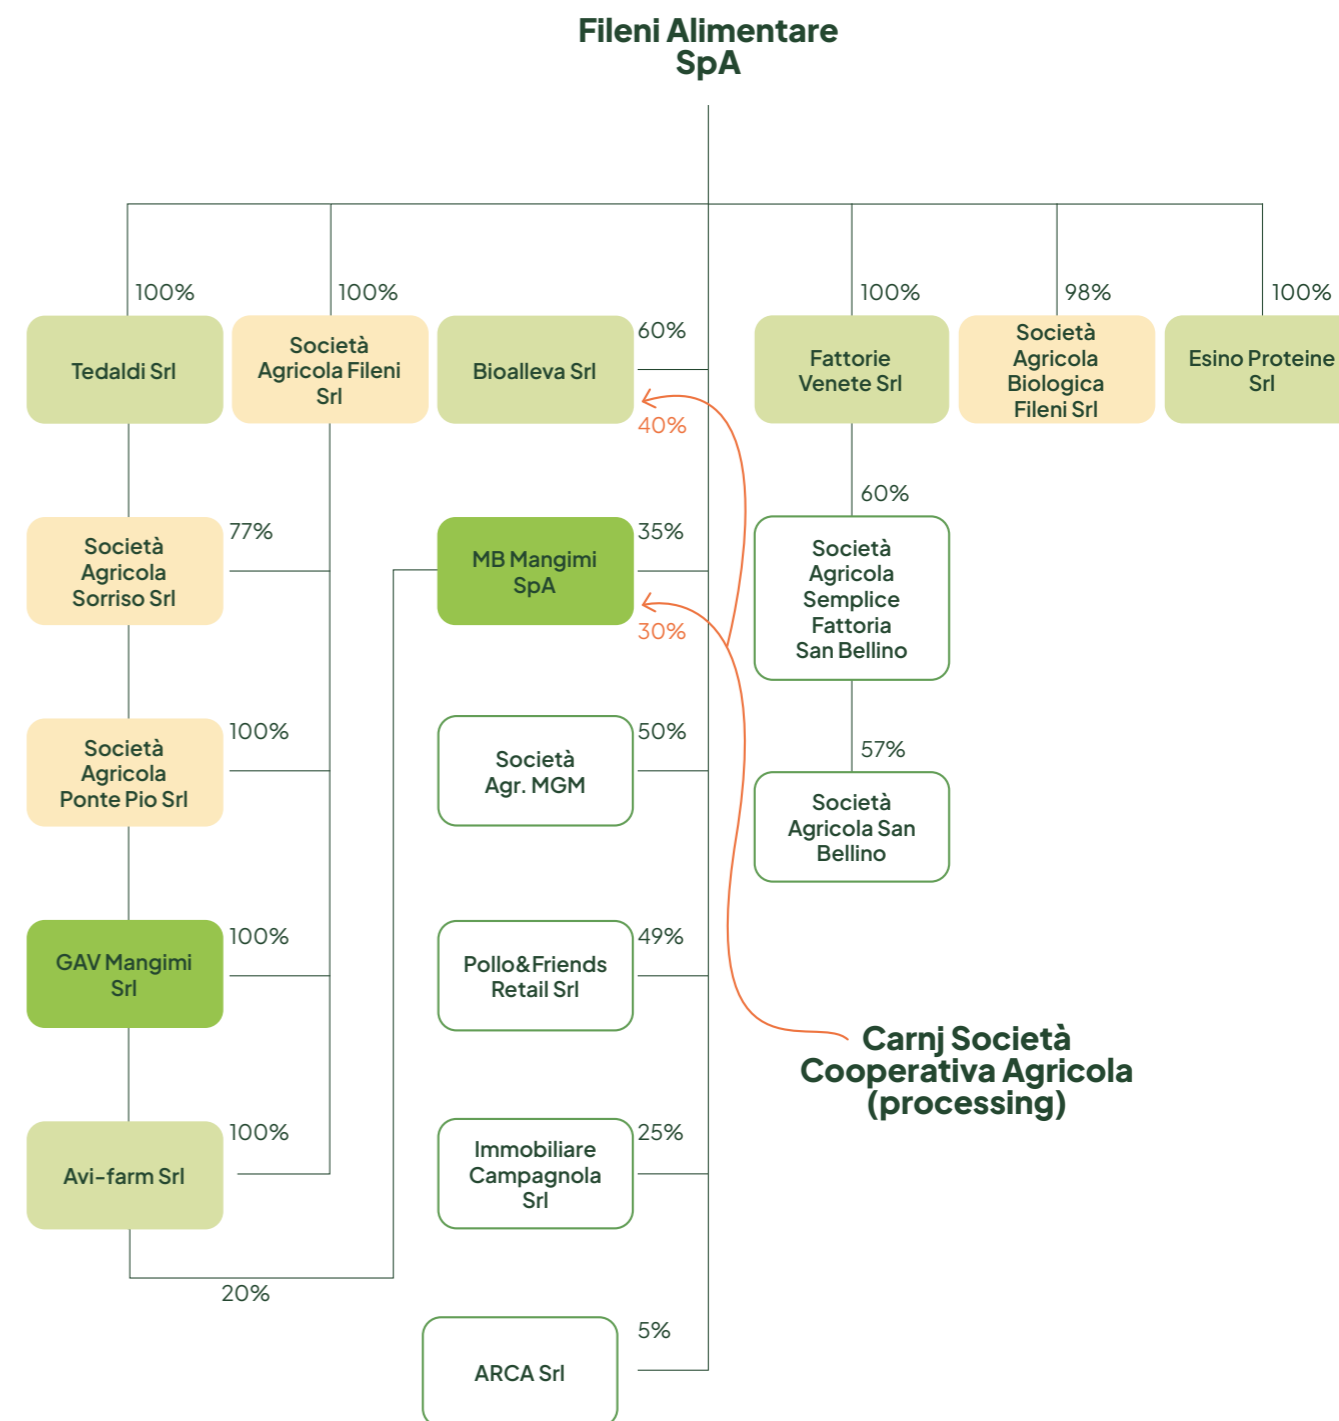 Fileni Alimentare
SpA
100%
100%
60%
100%
98%
100%
Tedaldi Srl
Società
Agricola Fileni
Srl
Bioalleva Srl
40%
Fattorie
Venete Srl
Società
Agricola
Biologica
Fileni Srl
Esino Proteine
Srl
77%
35%
60%
Società
Agricola
Sorriso Srl
MB Mangimi
SpA
30%
Società
Agricola
Semplice
Fattoria
San Bellino
100%
50%
57%
Società
Agricola
Ponte Pio Srl
Società
Agr. MGM
Società
Agricola San
Bellino
100%
49%
GAV Mangimi
Srl
Pollo&Friends
Retail Srl
Carnj Società
Cooperativa Agricola
(processing)
100%
25%
Avi-farm Srl
Immobiliare
Campagnola
Srl
20%
5%
ARCA Srl